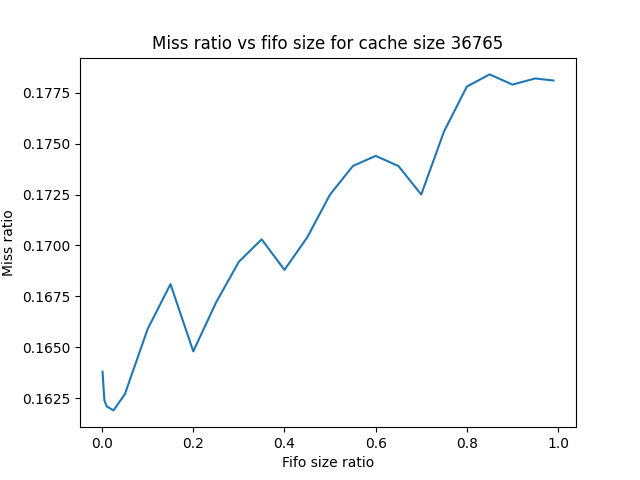 Miss ratio vs fifo size for cache size 36765
Miss ratio
0.1775
0.1750
0.1725
0.1700
0.1675
0.1650
0.1625
0.0 0.2 0.4 0.6 0.8 1.0
Fifo size ratio